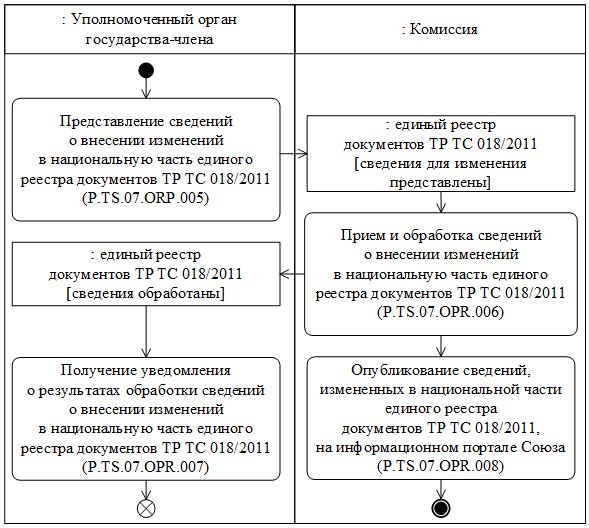 : Уполномоченный орган
государства-члена
: Комиссия
Представление сведений
о внесении изменений
в национальную часть единого
реестра документов ТР ТС 018/2011
(P.TS.07.ORP.005)
: единый реестр
документов ТР ТС 018/2011
[сведения для изменения
представлены]
Прием и обработка сведений
о внесении изменений
в национальную часть единого
реестра документов ТР ТС 018/2011
(P.TS.07.OPR.006)
: единый реестр
документов ТР ТС 018/2011
[сведения обработаны]
Получение уведомления
о результатах обработки сведений
о внесении изменений
в национальную часть единого
реестра документов ТР ТС 018/2011
(P.TS.07.OPR.007)
Опубликование сведений,
измененных в национальной части
единого реестра
документов ТР ТС 018/2011,
на информационном портале Союза
(P.TS.07.OPR.008)